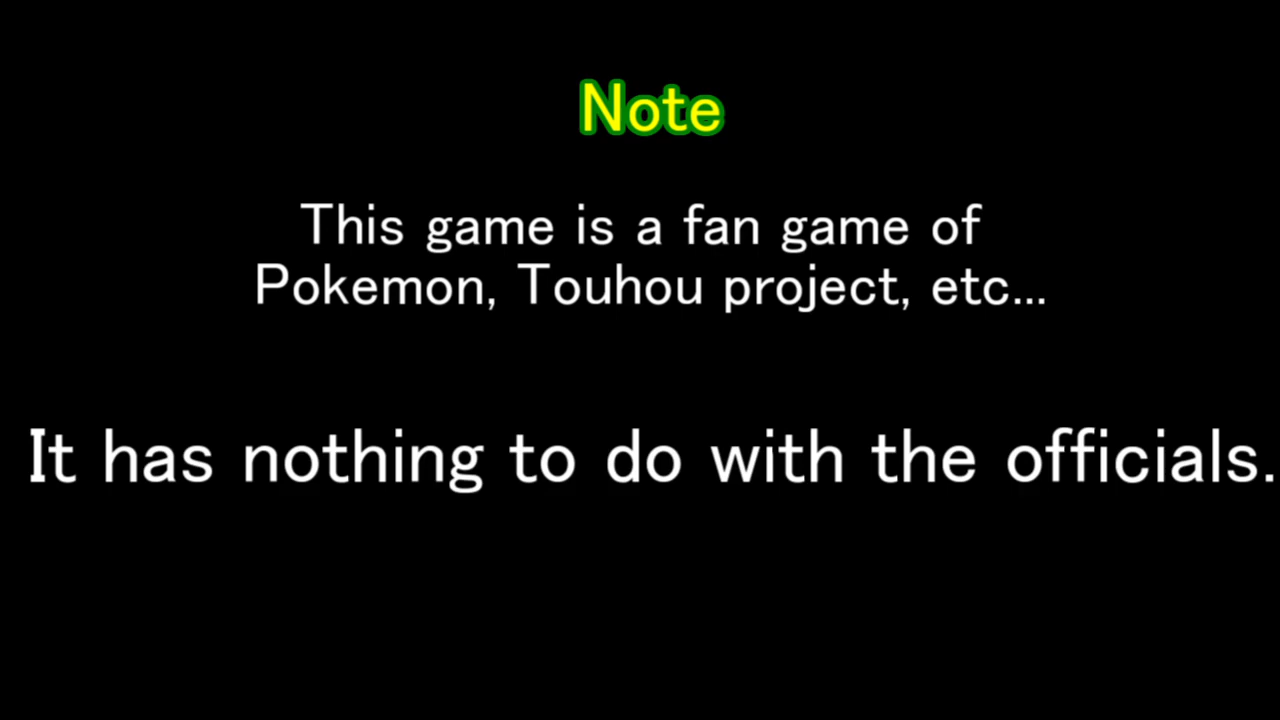 Note
This game is a fan game of
Pokemon, Touhou project, etc...
It has nothing to do with the officials.